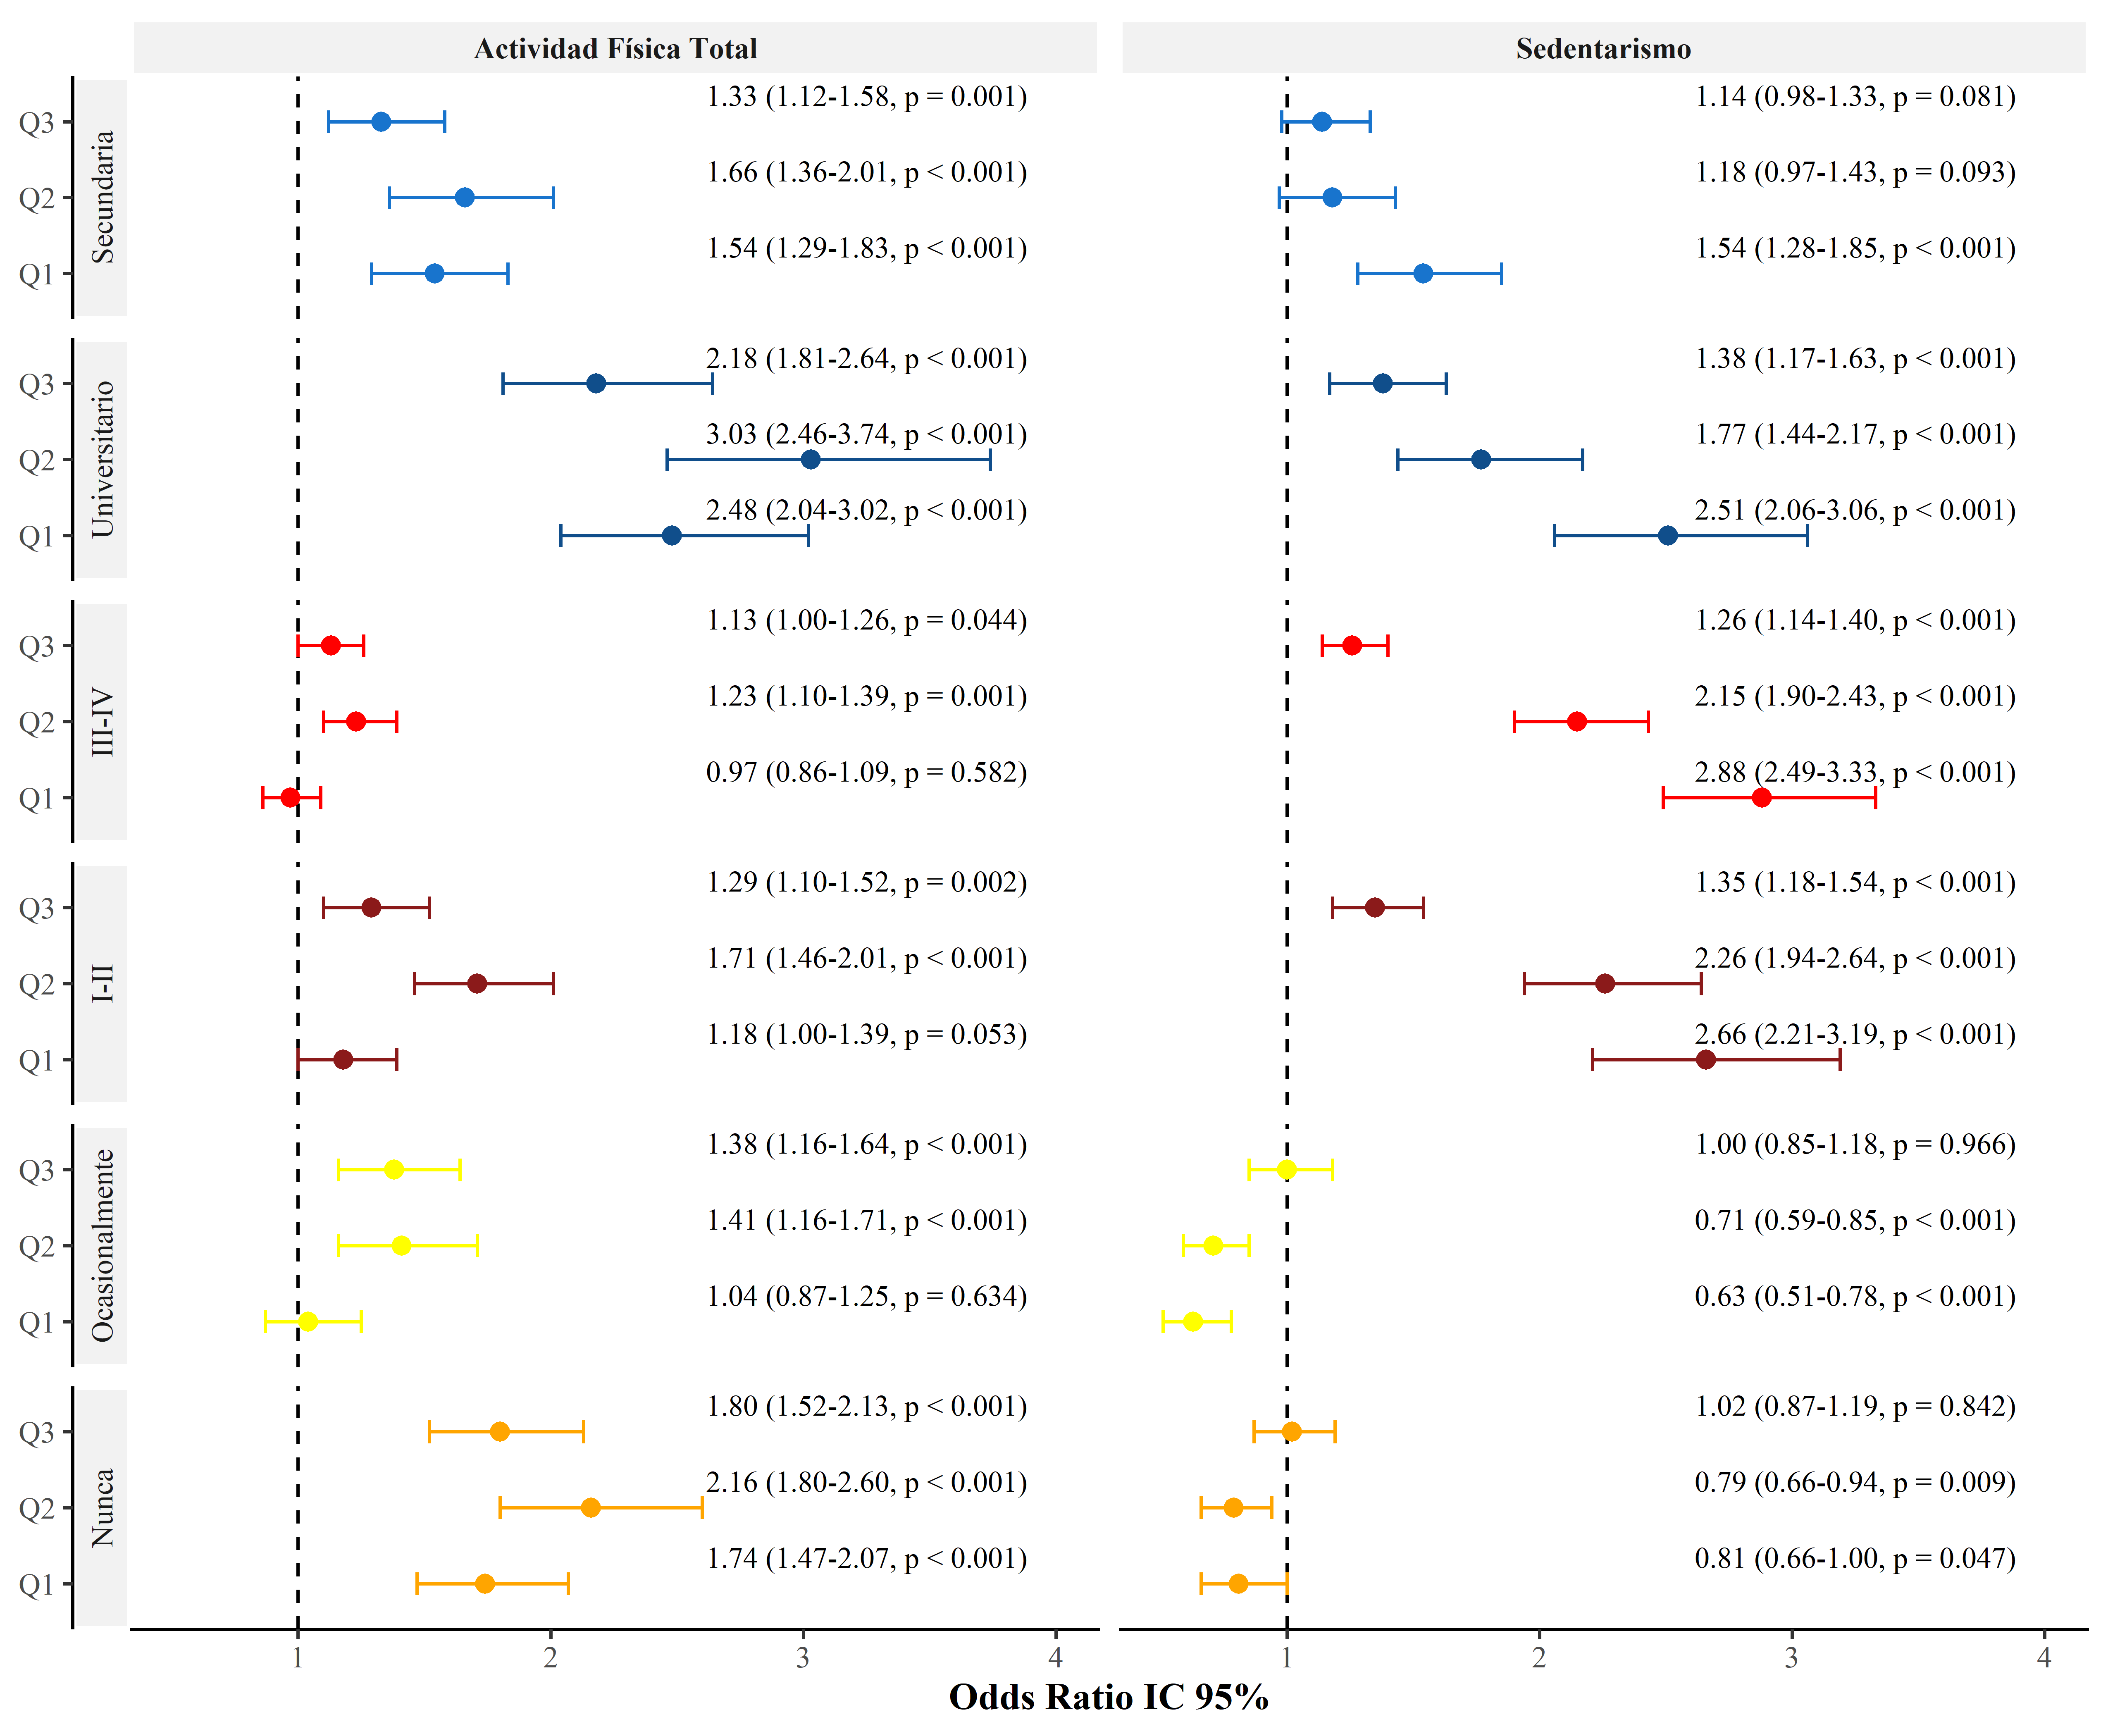 Actividad Física Total Sedentarismo
Secundaria
Q3 1.33 (1.12-1.58, p = 0.001) 1.14 (0.98-1.33, p = 0.081)
Q2 1.66 (1.36-2.01, p < 0.001) 1.18 (0.97-1.43, p = 0.093)
Q1 1.54 (1.29-1.83, p < 0.001) 1.54 (1.28-1.85, p < 0.001)
Universitario
Q3 2.18 (1.81-2.64, p < 0.001) 1.38 (1.17-1.63, p < 0.001)
Q2 3.03 (2.46-3.74, p < 0.001) 1.77 (1.44-2.17, p < 0.001)
Q1 2.48 (2.04-3.02, p < 0.001) 2.51 (2.06-3.06, p < 0.001)
III-IV
Q3 1.13 (1.00-1.26, p = 0.044) 1.26 (1.14-1.40, p < 0.001)
Q2 1.23 (1.10-1.39, p = 0.001) 2.15 (1.90-2.43, p < 0.001)
Q1 0.97 (0.86-1.09, p = 0.582) 2.88 (2.49-3.33, p < 0.001)
I-II
Q3 1.29 (1.10-1.52, p = 0.002) 1.35 (1.18-1.54, p < 0.001)
Q2 1.71 (1.46-2.01, p < 0.001) 2.26 (1.94-2.64, p < 0.001)
Q1 1.18 (1.00-1.39, p = 0.053) 2.66 (2.21-3.19, p < 0.001)
Ocasionalmente
Q3 1.38 (1.16-1.64, p < 0.001) 1.00 (0.85-1.18, p = 0.966)
Q2 1.41 (1.16-1.71, p < 0.001) 0.71 (0.59-0.85, p < 0.001)
Q1 1.04 (0.87-1.25, p = 0.634) 0.63 (0.51-0.78, p < 0.001)
Nunca
Q3 1.80 (1.52-2.13, p < 0.001) 1.02 (0.87-1.19, p = 0.842)
Q2 2.16 (1.80-2.60, p < 0.001) 0.79 (0.66-0.94, p = 0.009)
Q1 1.74 (1.47-2.07, p < 0.001) 0.81 (0.66-1.00, p = 0.047)
1 2 3 4 1 2 3 4
Odds Ratio IC 95%